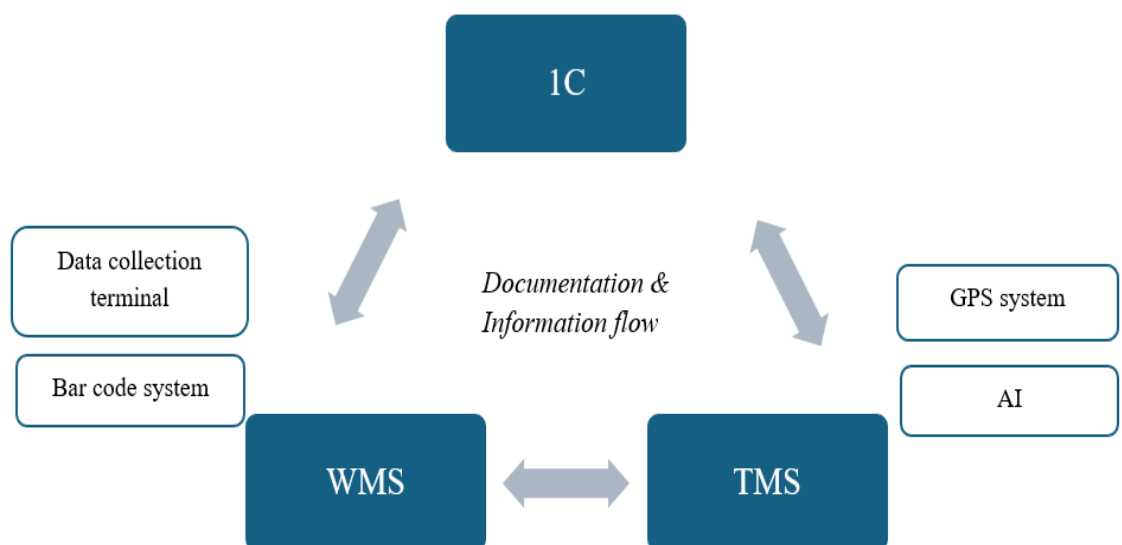 1C
Data collection
terminal
Bar code system
Documentation &
Information flow
GPS system
AI
WMS
TMS